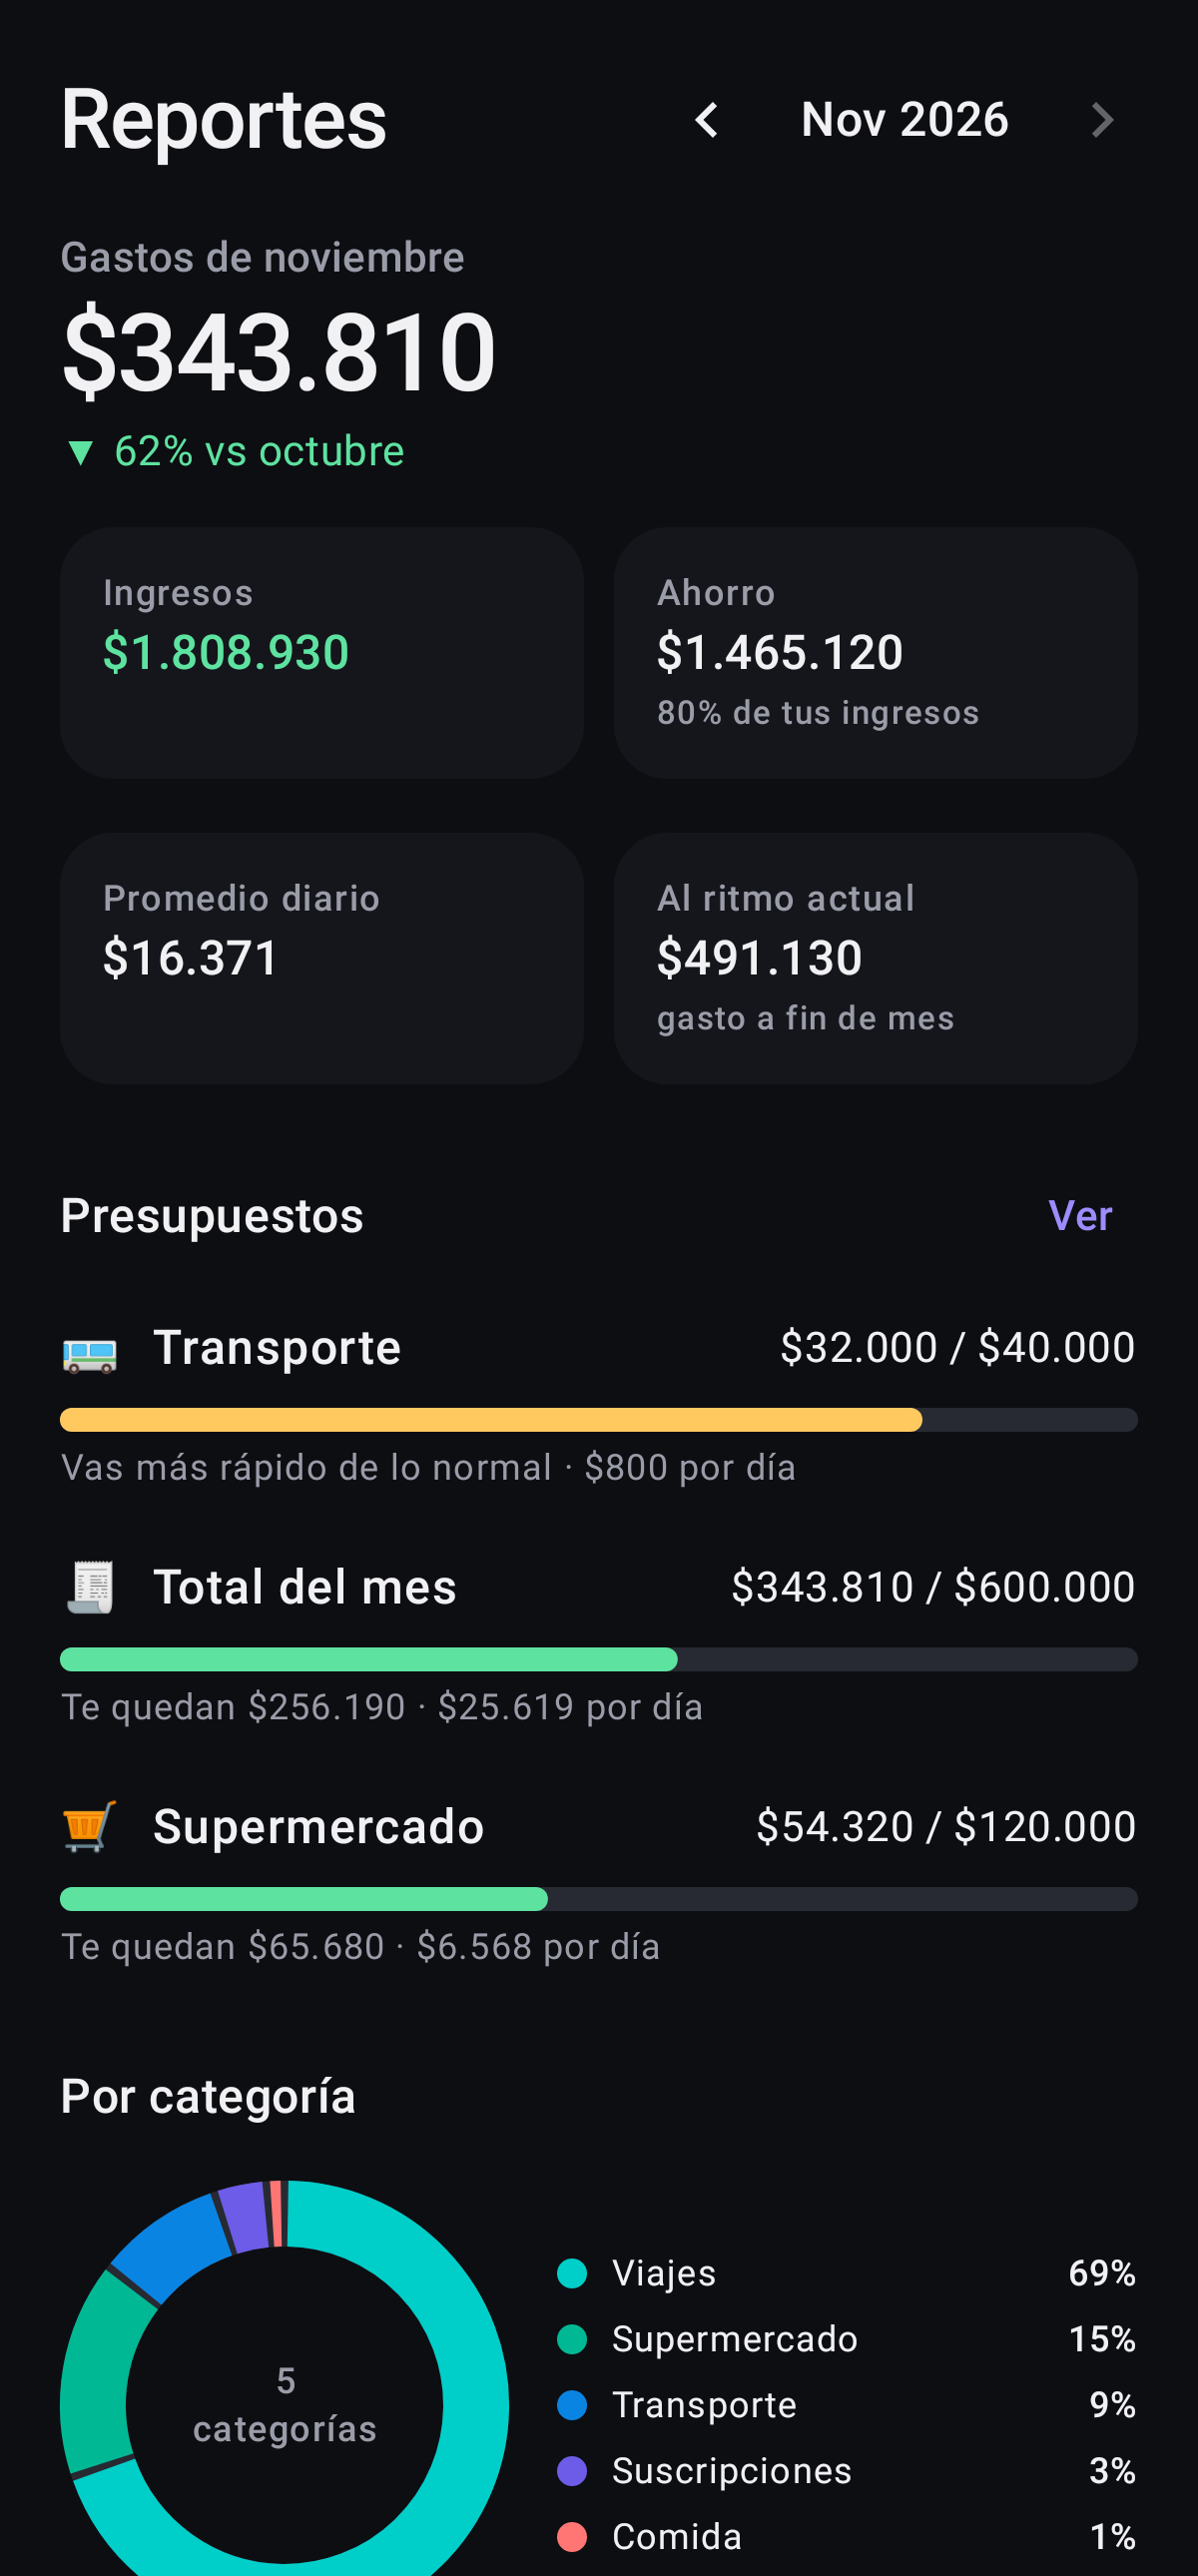 Reportes
Nov 2026
Gastos de noviembre
$343.810
▼ 62% vs octubre
Ingresos
$1.808.930
Ahorro
$1.465.120
80% de tus ingresos
Promedio diario
$16.371
Al ritmo actual
$491.130
gasto a fin de mes
Presupuestos
Ver
Transporte
$32.000 / $40.000
Vas más rápido de lo normal · $800 por día
Total del mes
$343.810 / $600.000
Te quedan $256.190 · $25.619 por día
Supermercado
$54.320 / $120.000
Te quedan $65.680 · $6.568 por día
Por categoría
5
categorías
Viajes 69%
Supermercado 15%
Transporte 9%
Suscripciones 3%
Comida 1%